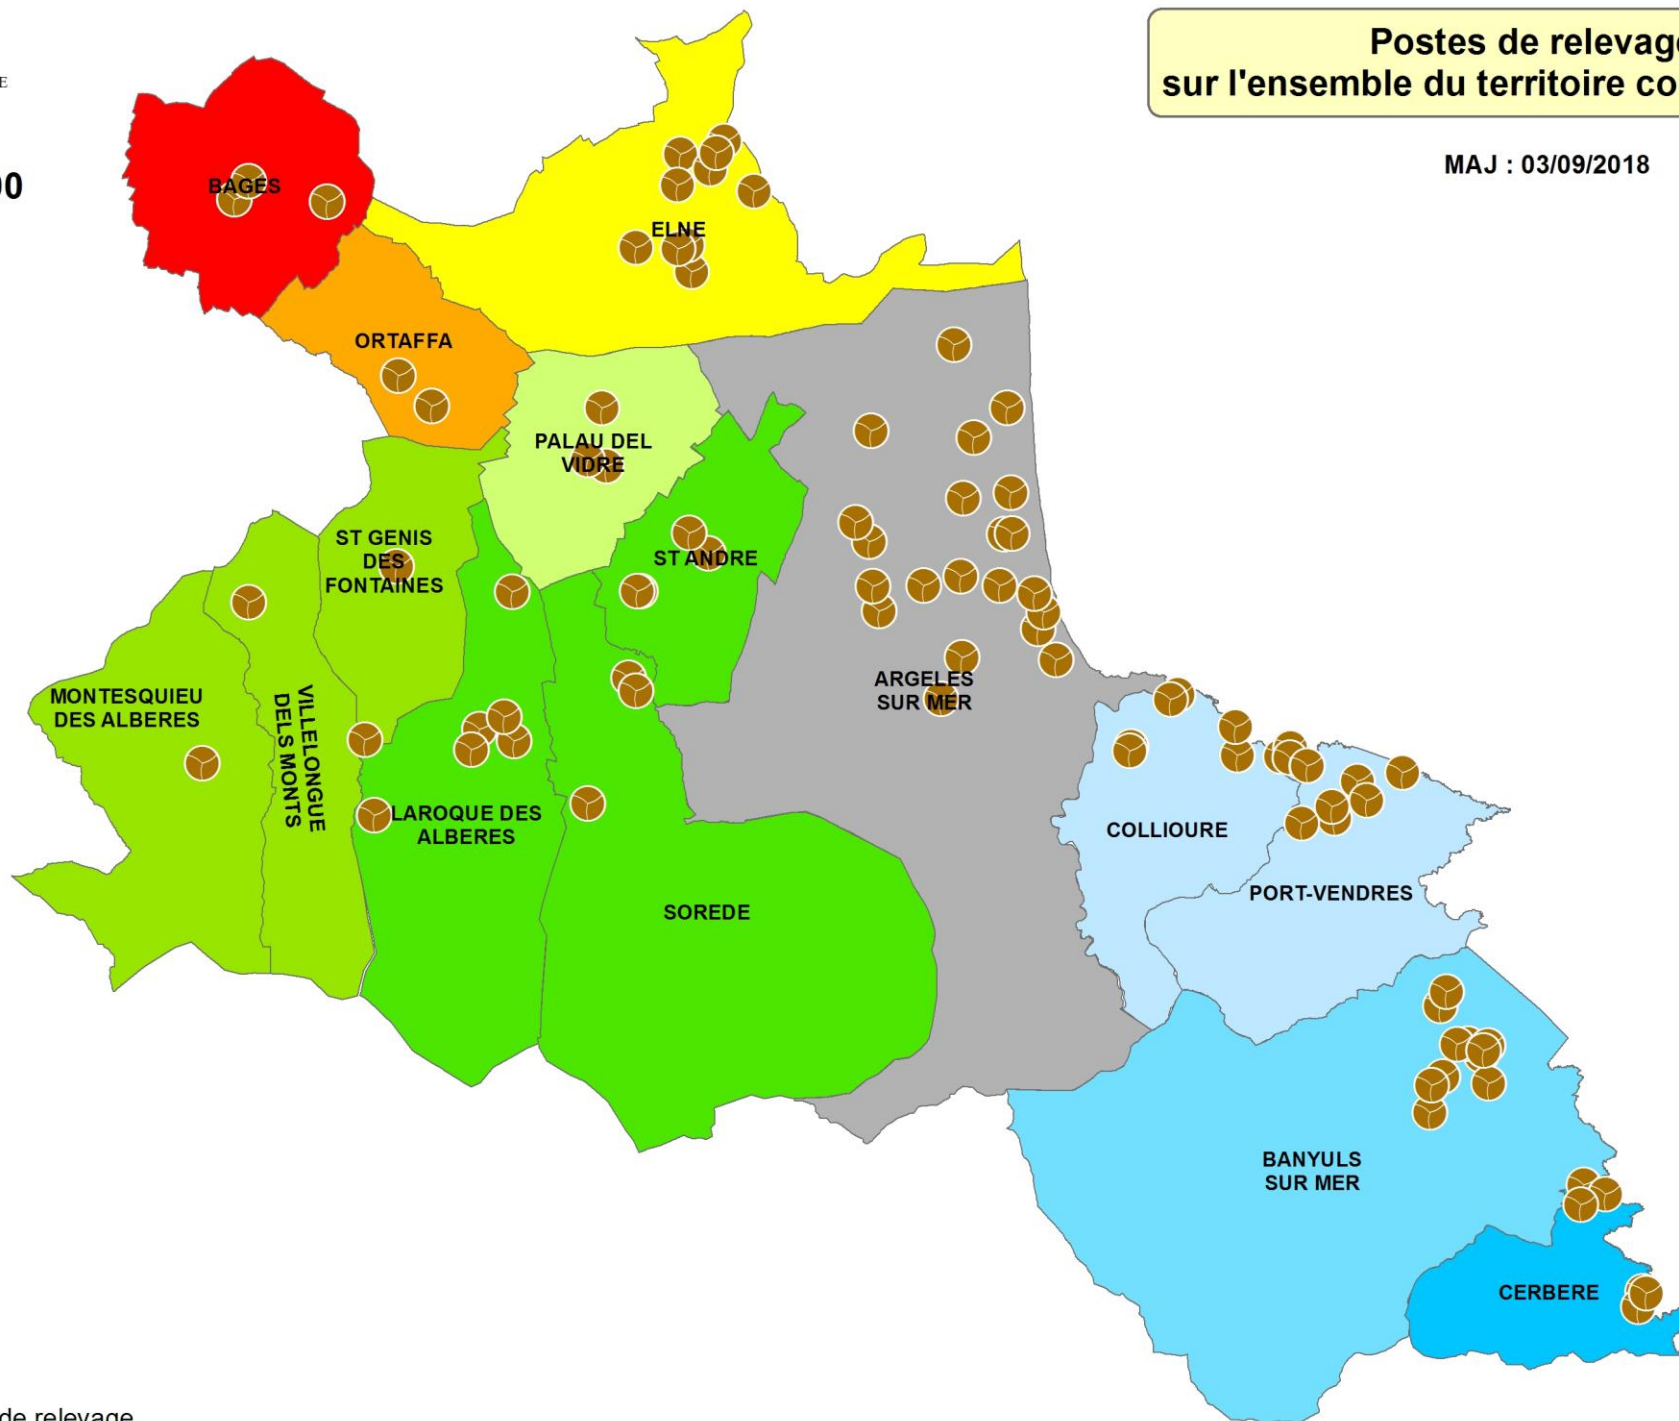 Postes de relevage
sur l'ensemble du territoire co
E
00
MAJ : 03/09/2018
BAGES
ELNE
ORTAFFA
PALAU DEL
VIDRE
ST GENIS
DES
FONTAINES
ST ANDRE
MONTESQUIEU
DES ALBERES
VILLELONGUE
DELS MONTS
ARGELES
SUR MER
LAROQUE DES
ALBERES
COLLIOURE
PORT-VENDRES
SOREDE
BANYULS
SUR MER
CERBERE
de relevage